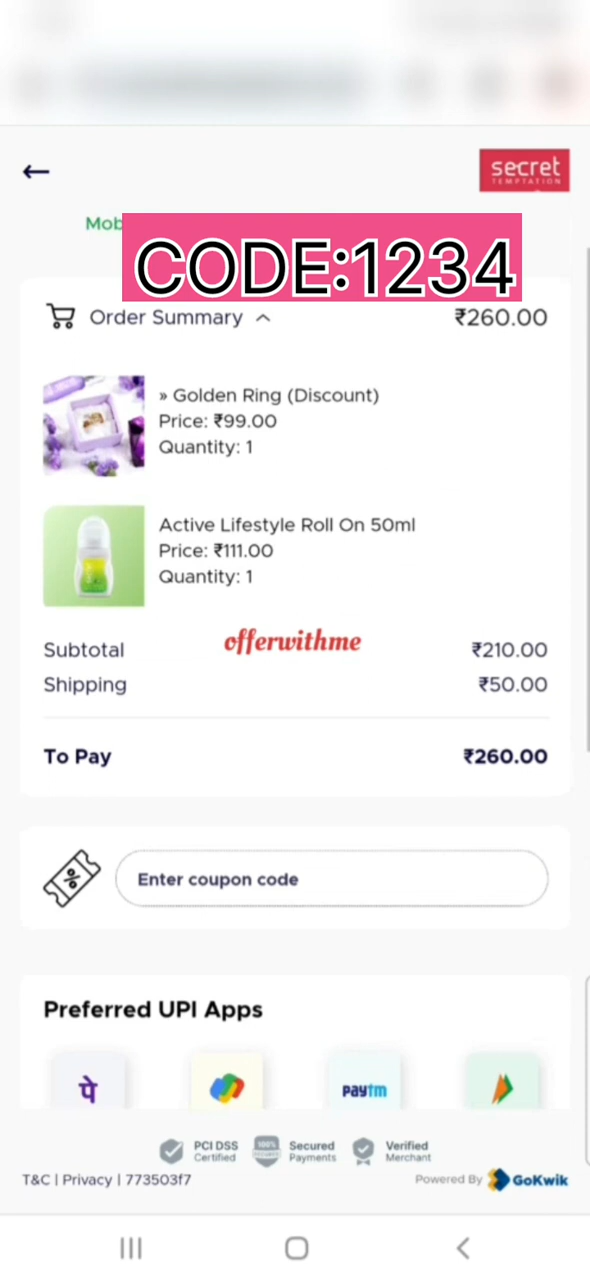 secret
TEMPTATION
Mob
CODE:1234
Order Summary
₹260.00
» Golden Ring (Discount)
Price: ₹99.00
Quantity: 1
Active Lifestyle Roll On 50ml
Price: ₹111.00
Quantity: 1
offerwithme
Subtotal ₹210.00
Shipping ₹50.00
To Pay ₹260.00
Enter coupon code
Preferred UPI Apps
पे
paytm
PCI DSS Certified
100% Secured Payments
Verified Merchant
T&C | Privacy | 773503f7
Powered By GoKwik